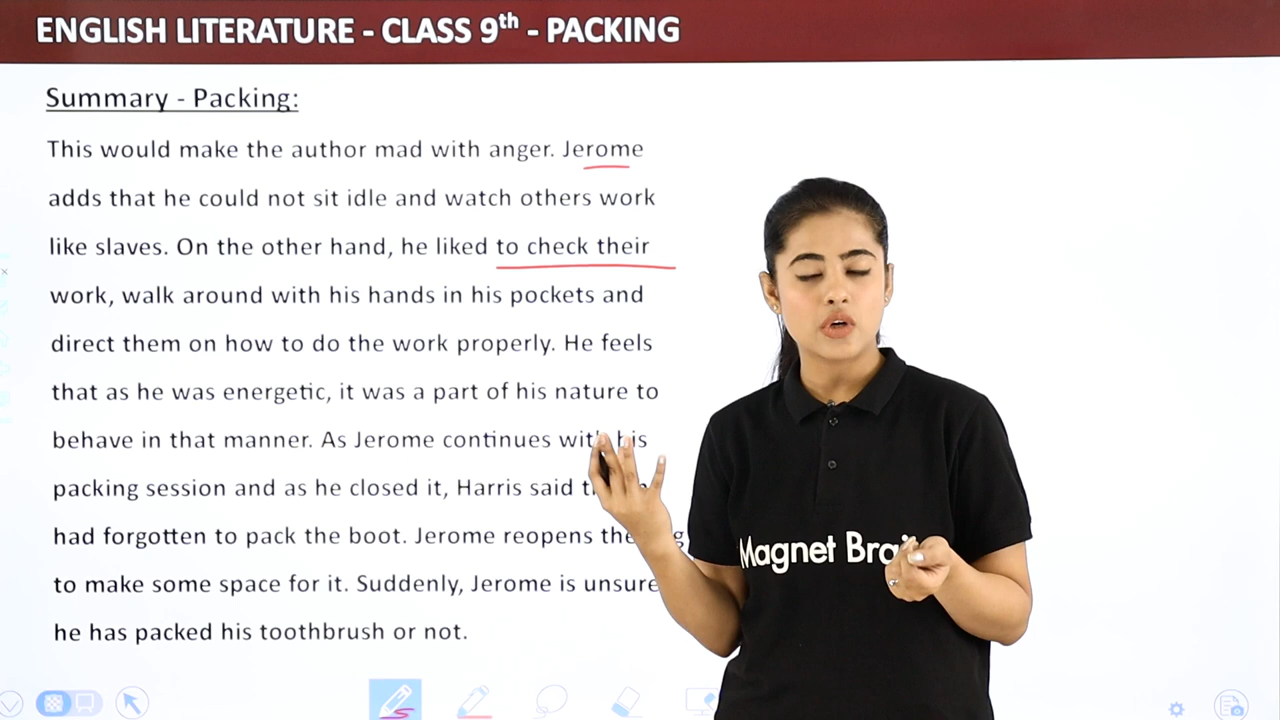 ENGLISH LITERATURE - CLASS 9th - PACKING
Summary - Packing:
This would make the author mad with anger. Jerome
adds that he could not sit idle and watch others work
like slaves. On the other hand, he liked to check their
work, walk around with his hands in his pockets and
direct them on how to do the work properly. He feels
that as he was energetic, it was a part of his nature to
behave in that manner. As Jerome continues with his
packing session and as he closed it, Harris said
had forgotten to pack the boot. Jerome reopens the
to make some space for it. Suddenly, Jerome is unsure
he has packed his toothbrush or not.
Magnet